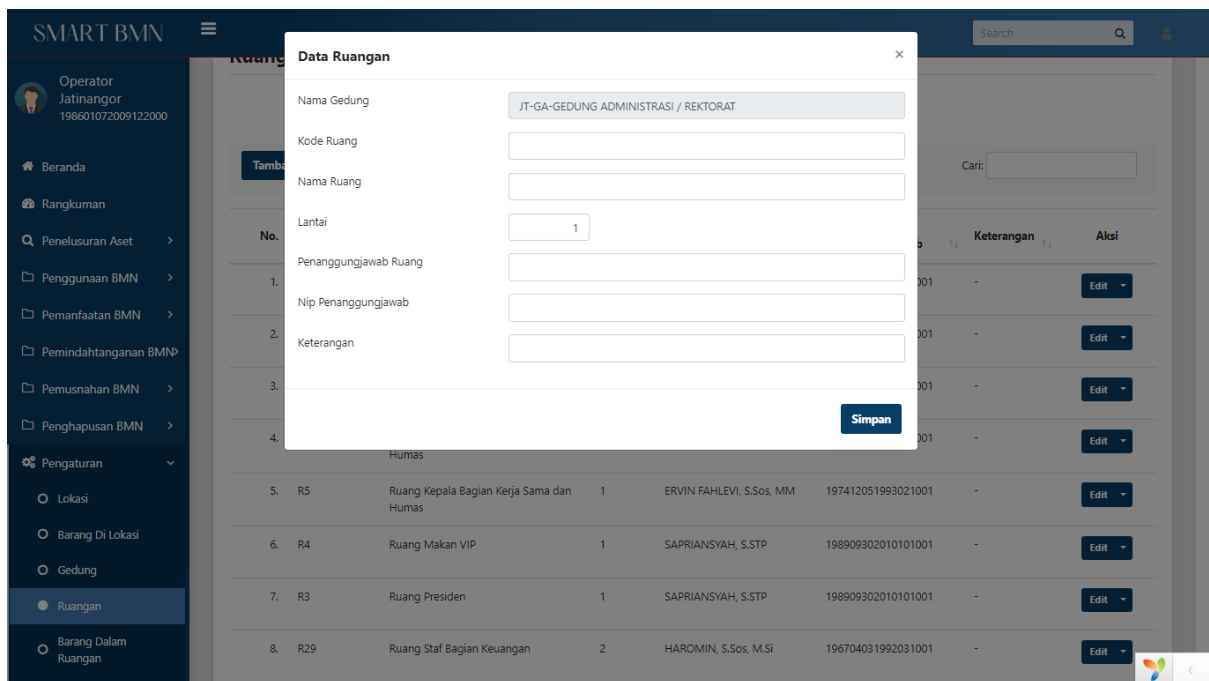 SMART BMN
Search
Operator
Jatinangor
198601072009122000
Beranda
Rangkuman
Penelusuran Aset
Penggunaan BMN
Pemanfaatan BMN
Pemindahtanganan BMN
Pemusnahan BMN
Penghapusan BMN
Pengaturan
Lokasi
Barang Di Lokasi
Gedung
Ruangan
Barang Dalam
Ruangan
Data Ruangan ×
Nama Gedung JT-GA-GEDUNG ADMINISTRASI / REKTORAT
Kode Ruang
Nama Ruang
Lantai 1
Penanggungjawab Ruang
Nip Penanggungjawab
Keterangan
Simpan
Cari:
No. Keterangan Aksi
1. 001 - Edit
2. 001 - Edit
3. 001 - Edit
4. 001 - Edit
Humas
5. R5 Ruang Kepala Bagian Kerja Sama dan 1 ERVIN FAHLEVI, S.Sos, MM 197412051993021001 - Edit
Humas
6. R4 Ruang Makan VIP 1 SAPRIANSYAH, S.STP 198909302010101001 - Edit
7. R3 Ruang Presiden 1 SAPRIANSYAH, S.STP 198909302010101001 - Edit
8. R29 Ruang Staf Bagian Keuangan 2 HAROMIN, S.Sos, M.Si 196704031992031001 - Edit